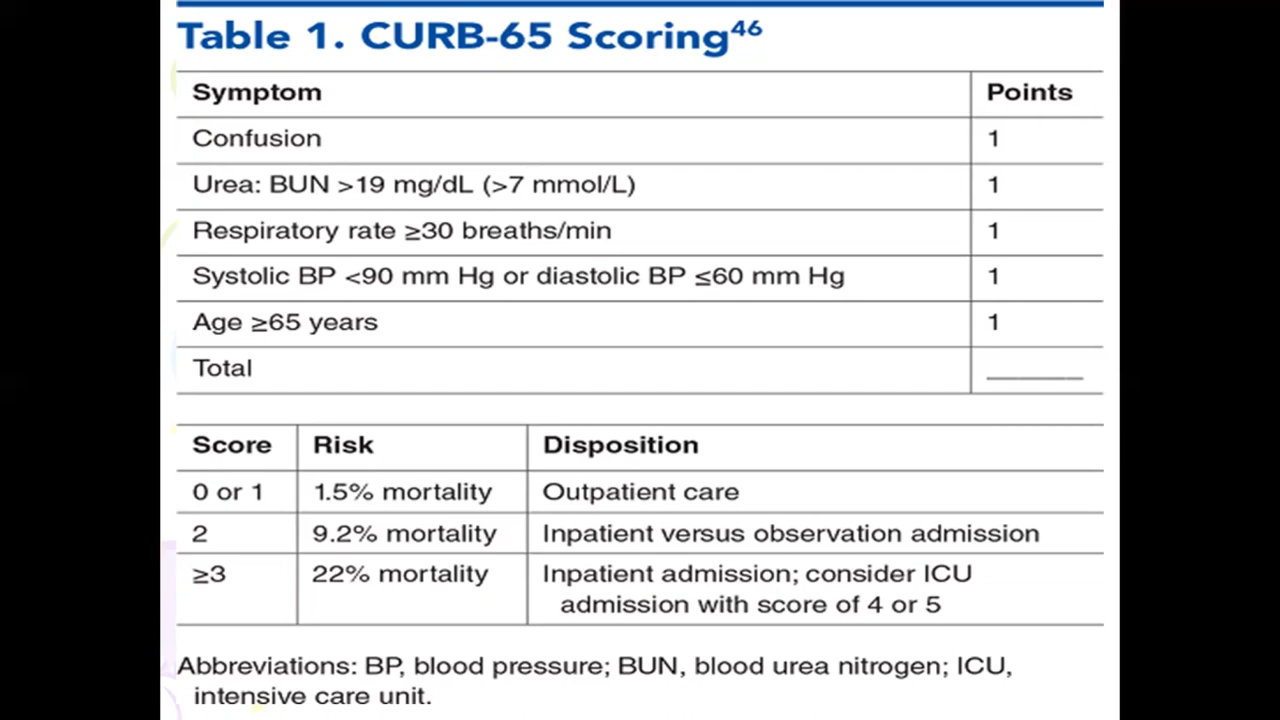 Table 1. CURB-65 Scoring⁴⁶
Symptom Points
Confusion 1
Urea: BUN >19 mg/dL (>7 mmol/L) 1
Respiratory rate ≥30 breaths/min 1
Systolic BP <90 mm Hg or diastolic BP ≤60 mm Hg 1
Age ≥65 years 1
Total _______
Score Risk Disposition
0 or 1 1.5% mortality Outpatient care
2 9.2% mortality Inpatient versus observation admission
≥3 22% mortality Inpatient admission; consider ICU
admission with score of 4 or 5
Abbreviations: BP, blood pressure; BUN, blood urea nitrogen; ICU,
intensive care unit.